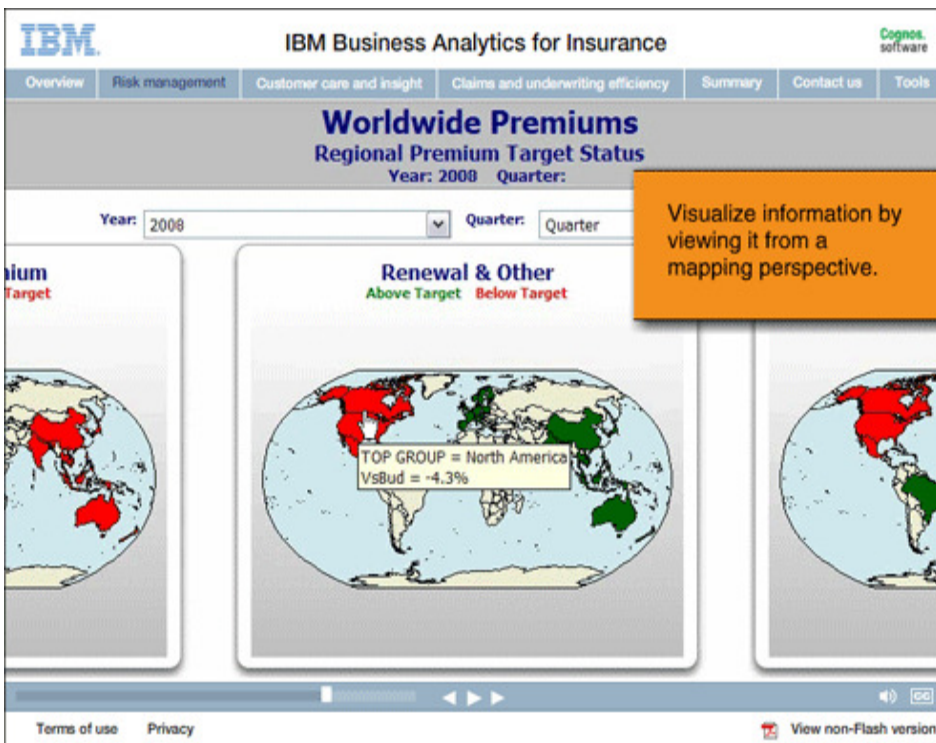 IBM.
IBM Business Analytics for Insurance
Cognos.
software
Overview
Risk management
Customer care and insight
Claims and underwriting efficiency
Summary
Contact us
Tools
Worldwide Premiums
Regional Premium Target Status
Year: 2008 Quarter:
Visualize information by
viewing it from a
mapping perspective.
Year: 2008
Quarter: Quarter
Target
Renewal & Other
Above Target Below Target
TOP GROUP = North America
VsBud = -4.3%
CC
Terms of use
Privacy
View non-Flash version